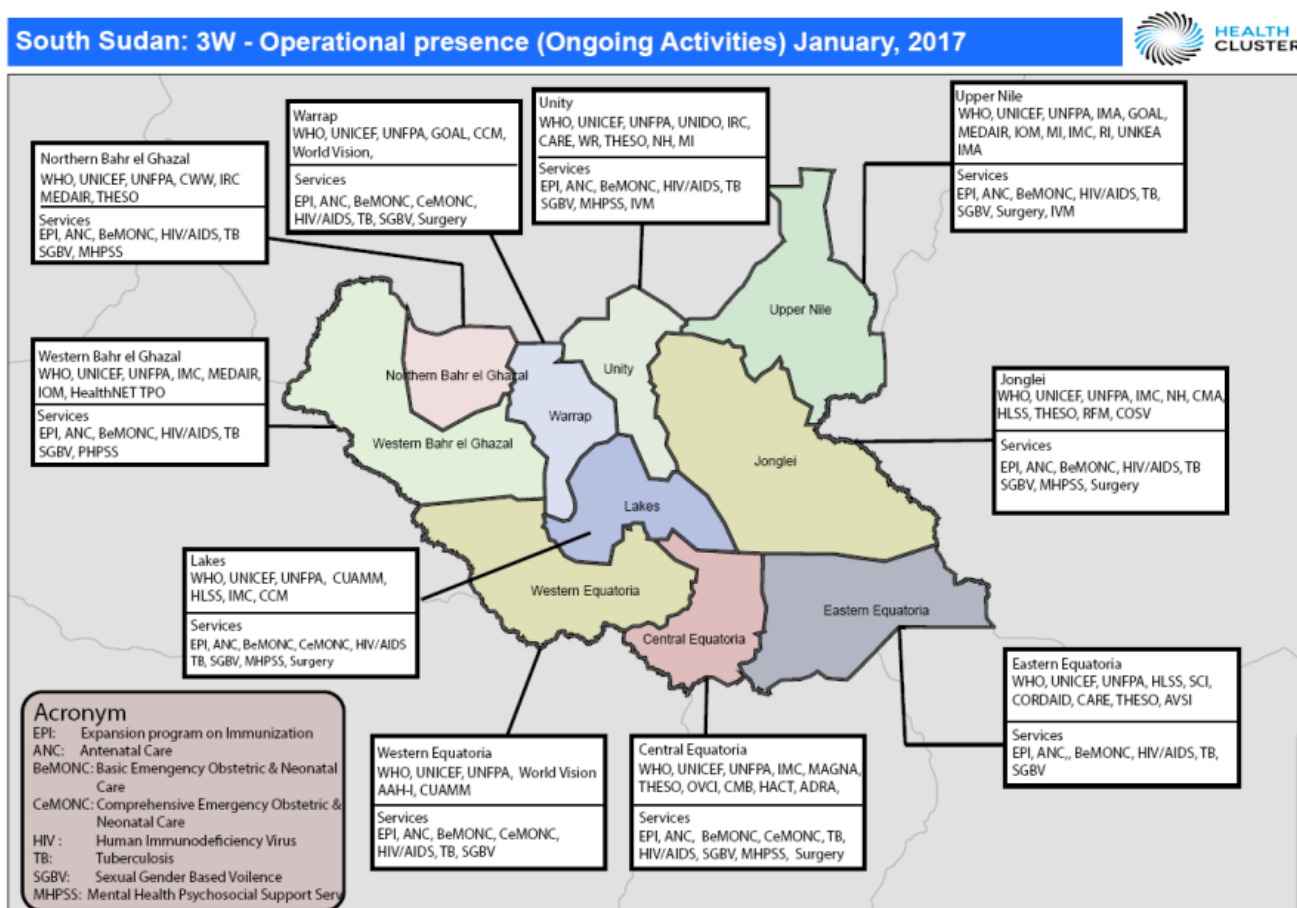 South Sudan: 3W - Operational presence (Ongoing Activities) January, 2017
HEALTH
CLUSTER
Northern Bahr el Ghazal
WHO, UNICEF, UNFPA, CWW, IRC
MEDAIR, THESO
Services
EPI, ANC, BeMONC, HIV/AIDS, TB
SGBV, MHPSS
Warrap
WHO, UNICEF, UNFPA, GOAL, CCM,
World Vision,
Services
EPI, ANC, BeMONC, CeMONC,
HIV/AIDS, TB, SGBV, Surgery
Unity
WHO, UNICEF, UNFPA, UNIDO, IRC,
CARE, WR, THESO, NH, MI
Services
EPI, ANC, BeMONC, HIV/AIDS, TB
SGBV, MHPSS, IVM
Upper Nile
WHO, UNICEF, UNFPA, IMA, GOAL,
MEDAIR, IOM, MI, IMC, RI, UNKEA
IMA
Services
EPI, ANC, BeMONC, HIV/AIDS, TB,
SGBV, Surgery, IVM
Western Bahr el Ghazal
WHO, UNICEF, UNFPA, IMC, MEDAIR,
IOM, HealthNET TPO
Services
EPI, ANC, BeMONC, HIV/AIDS, TB
SGBV, PHPSS
Jonglei
WHO, UNICEF, UNFPA, IMC, NH, CMA,
HLSS, THESO, RFM, COSV
Services
EPI, ANC, BeMONC, HIV/AIDS, TB
SGBV, MHPSS, Surgery
Upper Nile
Northern Bahr el Ghazal
Unity
Warrap
Western Bahr el Ghazal
Jonglei
Lakes
Western Equatoria
Eastern Equatoria
Central Equatoria
Lakes
WHO, UNICEF, UNFPA, CUAMM,
HLSS, IMC, CCM
Services
EPI, ANC, BeMONC, CeMONC, HIV/AIDS
TB, SGBV, MHPSS, Surgery
Eastern Equatoria
WHO, UNICEF, UNFPA, HLSS, SCI,
CORDAID, CARE, THESO, AVSI
Services
EPI, ANC,, BeMONC, HIV/AIDS, TB,
SGBV
Western Equatoria
WHO, UNICEF, UNFPA, World Vision
AAH-I, CUAMM
Services
EPI, ANC, BeMONC, CeMONC,
HIV/AIDS, TB, SGBV
Central Equatoria
WHO, UNICEF, UNFPA, IMC, MAGNA,
THESO, OVCI, CMB, HACT, ADRA,
Services
EPI, ANC, BeMONC, CeMONC, TB,
HIV/AIDS, SGBV, MHPSS, Surgery
Acronym
EPI: Expansion program on Immunization
ANC: Antenatal Care
BeMONC: Basic Emergency Obstetric & Neonatal
Care
CeMONC: Comprehensive Emergency Obstetric &
Neonatal Care
HIV : Human Immunodeficiency Virus
TB: Tuberculosis
SGBV: Sexual Gender Based Voilence
MHPSS: Mental Health Psychosocial Support Serv